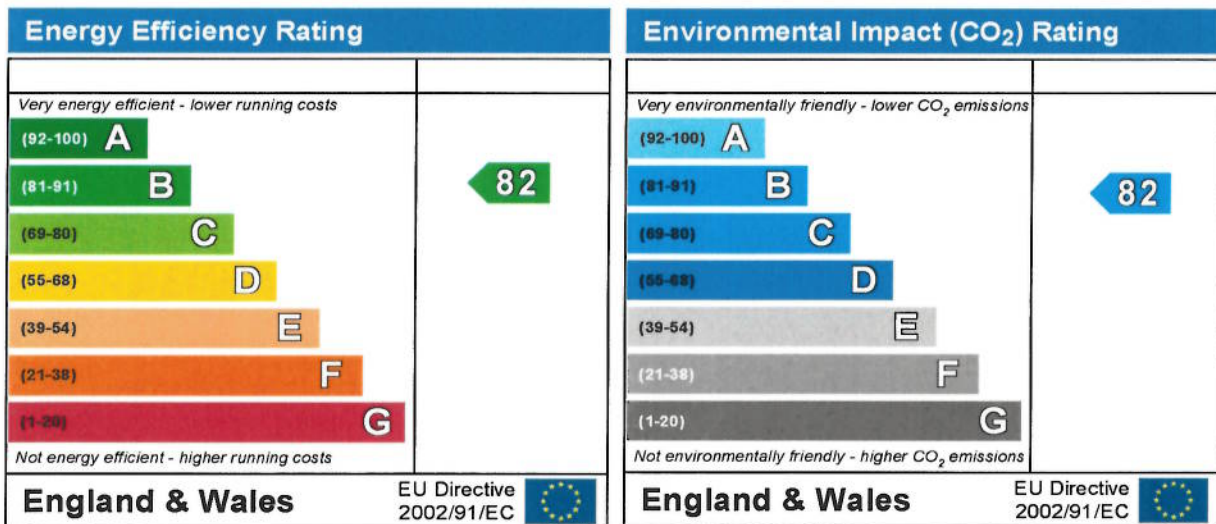 Energy Efficiency Rating
Very energy efficient - lower running costs
(92-100) A
(81-91) B
82
(69-80) C
(55-68) D
(39-54) E
(21-38) F
(1-20) G
Not energy efficient - higher running costs
England & Wales
EU Directive
2002/91/EC
Environmental Impact (CO₂) Rating
Very environmentally friendly - lower CO₂ emissions
(92-100) A
(81-91) B
82
(69-80) C
(55-68) D
(39-54) E
(21-38) F
(1-20) G
Not environmentally friendly - higher CO₂ emissions
England & Wales
EU Directive
2002/91/EC